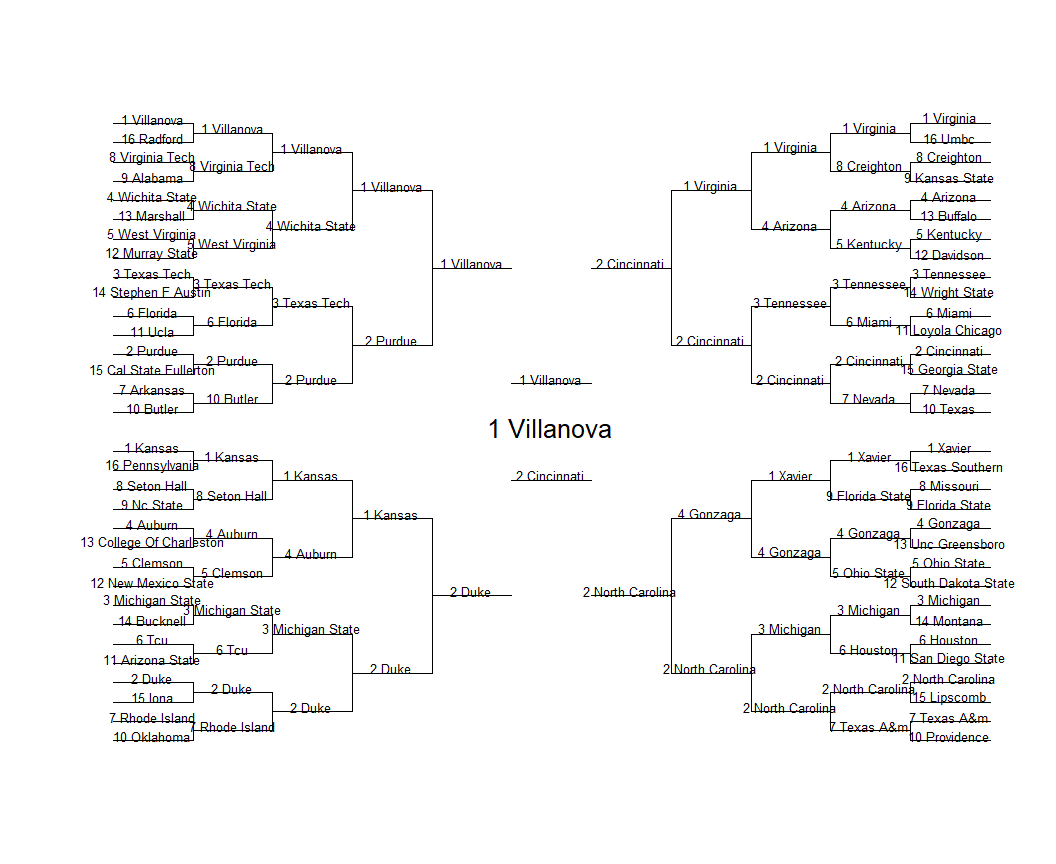 1 Villanova
16 Radford
8 Virginia Tech
9 Alabama
4 Wichita State
13 Marshall
5 West Virginia
12 Murray State
3 Texas Tech
14 Stephen F Austin
6 Florida
11 Ucla
2 Purdue
15 Cal State Fullerton
7 Arkansas
10 Butler
1 Villanova
8 Virginia Tech
4 Wichita State
5 West Virginia
3 Texas Tech
6 Florida
2 Purdue
10 Butler
1 Villanova
4 Wichita State
3 Texas Tech
2 Purdue
1 Villanova
2 Purdue
1 Villanova
1 Kansas
16 Pennsylvania
8 Seton Hall
9 Nc State
4 Auburn
13 College Of Charleston
5 Clemson
12 New Mexico State
3 Michigan State
14 Bucknell
6 Tcu
11 Arizona State
2 Duke
15 Iona
7 Rhode Island
10 Oklahoma
1 Kansas
8 Seton Hall
4 Auburn
5 Clemson
3 Michigan State
6 Tcu
2 Duke
7 Rhode Island
1 Kansas
4 Auburn
3 Michigan State
2 Duke
1 Kansas
2 Duke
2 Duke
1 Villanova
1 Villanova
2 Cincinnati
2 Cincinnati
1 Virginia
2 Cincinnati
1 Virginia
4 Arizona
3 Tennessee
2 Cincinnati
1 Virginia
8 Creighton
4 Arizona
5 Kentucky
3 Tennessee
6 Miami
2 Cincinnati
7 Nevada
1 Virginia
16 Umbc
8 Creighton
9 Kansas State
4 Arizona
13 Buffalo
5 Kentucky
12 Davidson
3 Tennessee
14 Wright State
6 Miami
11 Loyola Chicago
2 Cincinnati
15 Georgia State
7 Nevada
10 Texas
2 North Carolina
4 Gonzaga
2 North Carolina
1 Xavier
4 Gonzaga
3 Michigan
2 North Carolina
1 Xavier
9 Florida State
4 Gonzaga
5 Ohio State
3 Michigan
6 Houston
2 North Carolina
7 Texas A&m
1 Xavier
16 Texas Southern
8 Missouri
9 Florida State
4 Gonzaga
13 Unc Greensboro
5 Ohio State
12 South Dakota State
3 Michigan
14 Montana
6 Houston
11 San Diego State
2 North Carolina
15 Lipscomb
7 Texas A&m
10 Providence